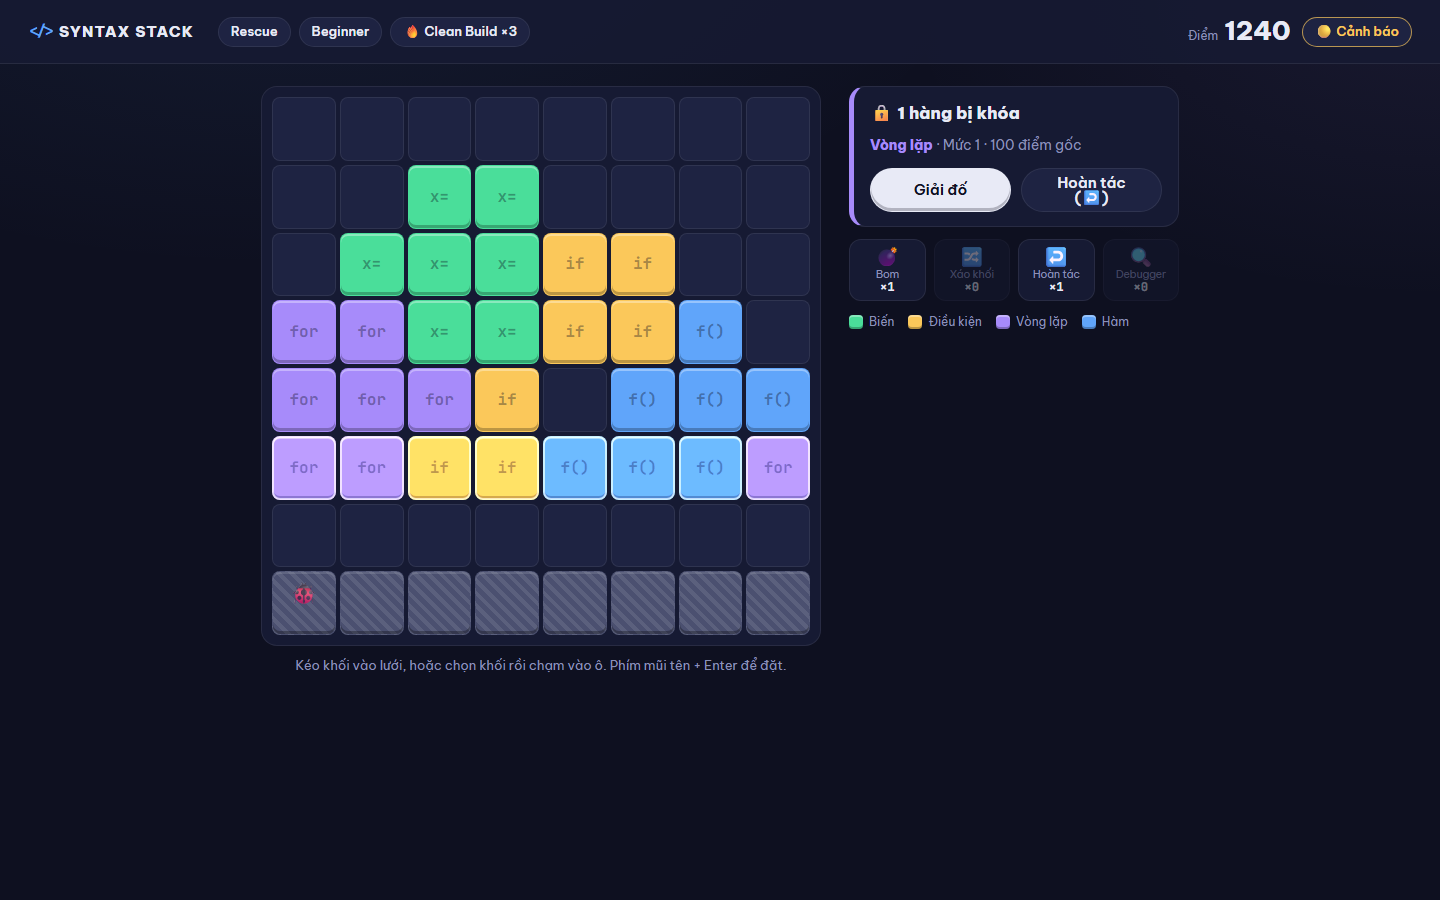 </> SYNTAX STACK
Rescue
Beginner
Clean Build ×3
Điểm 1240
Cảnh báo
x= x=
x= x= x= if if
for for x= x= if if f()
for for for if f() f() f()
for for if if f() f() f() for
Kéo khối vào lưới, hoặc chọn khối rồi chạm vào ô. Phím mũi tên + Enter để đặt.
1 hàng bị khóa
Vòng lặp · Mức 1 · 100 điểm gốc
Giải đố
Hoàn tác
(↩)
Bom
×1
Xáo khối
×0
Hoàn tác
×1
Debugger
×0
Biến
Điều kiện
Vòng lặp
Hàm